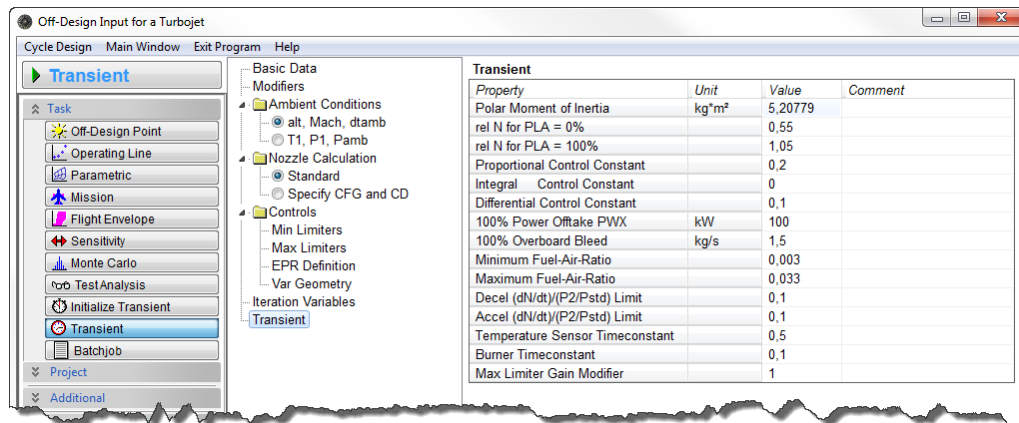 Off-Design Input for a Turbojet
Cycle Design Main Window Exit Program Help
Transient
Task
Off-Design Point
Operating Line
Parametric
Mission
Flight Envelope
Sensitivity
Monte Carlo
Test Analysis
Initialize Transient
Transient
Batchjob
Project
Additional
Basic Data
Modifiers
Ambient Conditions
alt, Mach, dtamb
T1, P1, Pamb
Nozzle Calculation
Standard
Specify CFG and CD
Controls
Min Limiters
Max Limiters
EPR Definition
Var Geometry
Iteration Variables
Transient
Transient
Property Unit Value Comment
Polar Moment of Inertia kg*m² 5,20779
rel N for PLA = 0% 0,55
rel N for PLA = 100% 1,05
Proportional Control Constant 0,2
Integral Control Constant 0
Differential Control Constant 0,1
100% Power Offtake PWX kW 100
100% Overboard Bleed kg/s 1,5
Minimum Fuel-Air-Ratio 0,003
Maximum Fuel-Air-Ratio 0,033
Decel (dN/dt)/(P2/Pstd) Limit 0,1
Accel (dN/dt)/(P2/Pstd) Limit 0,1
Temperature Sensor Timeconstant 0,5
Burner Timeconstant 0,1
Max Limiter Gain Modifier 1